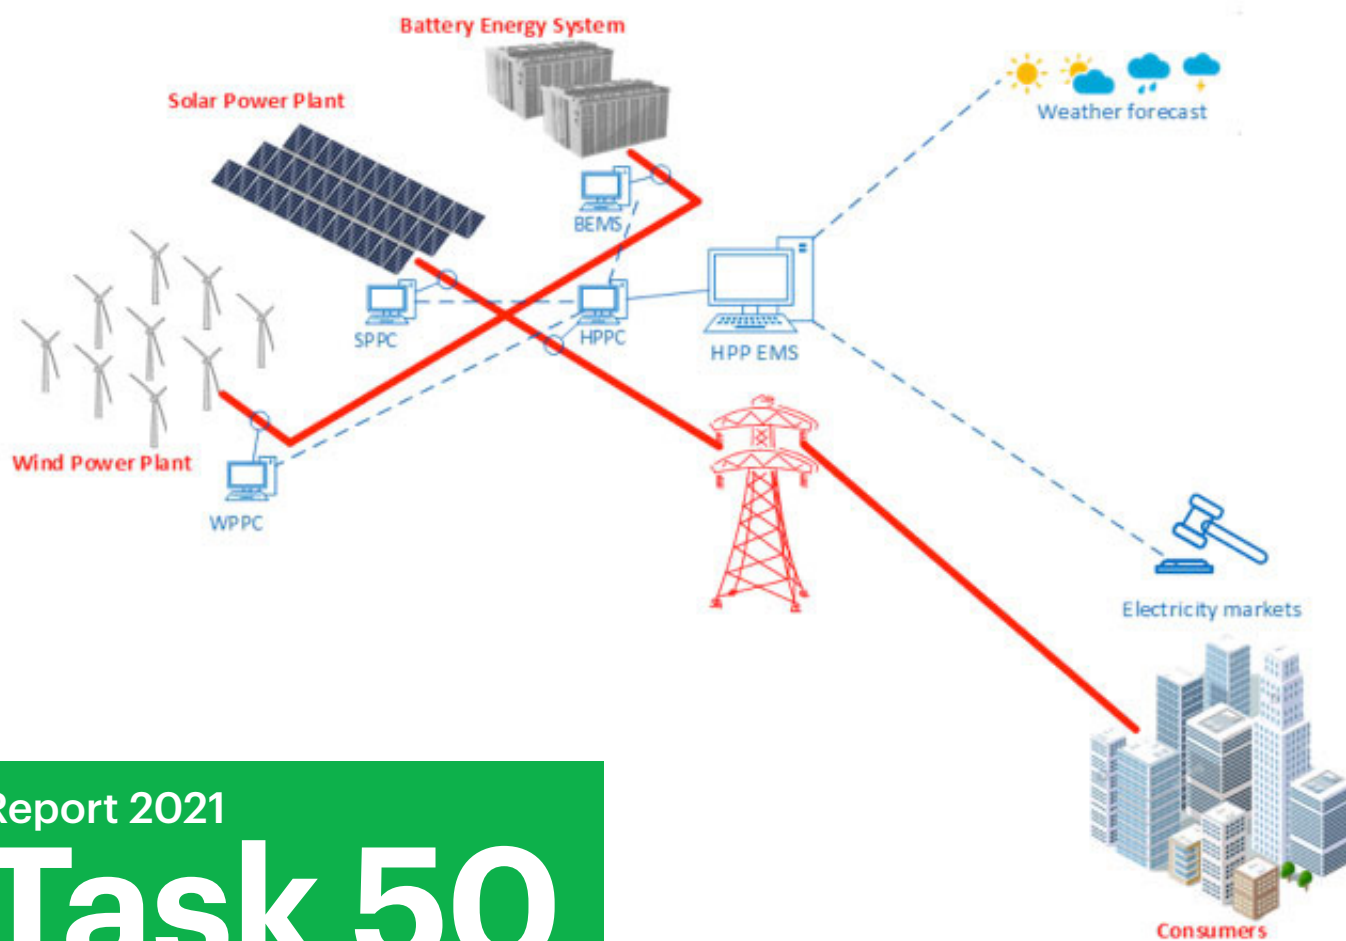 Battery Energy System
Solar Power Plant
Weather forecast
BEMS
SPPC
HPPC
HPP EMS
Wind Power Plant
WPPC
Electricity markets
Report 2021
Task 50
Consumers